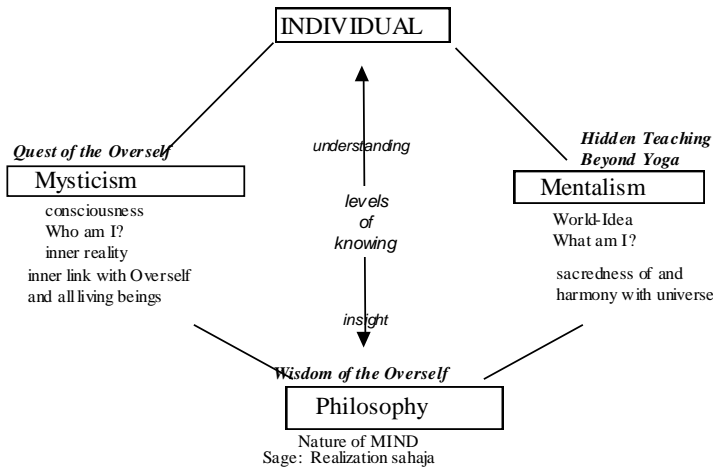 INDIVIDUAL
Quest of the Overself
Mysticism
consciousness
Who am I?
inner reality
inner link with Overself
and all living beings
understanding
levels
of
knowing
insight
Hidden Teaching
Beyond Yoga
Mentalism
World-Idea
What am I?
sacredness of and
harmony with universe
Wisdom of the Overself
Philosophy
Nature of MIND
Sage: Realization sahaja